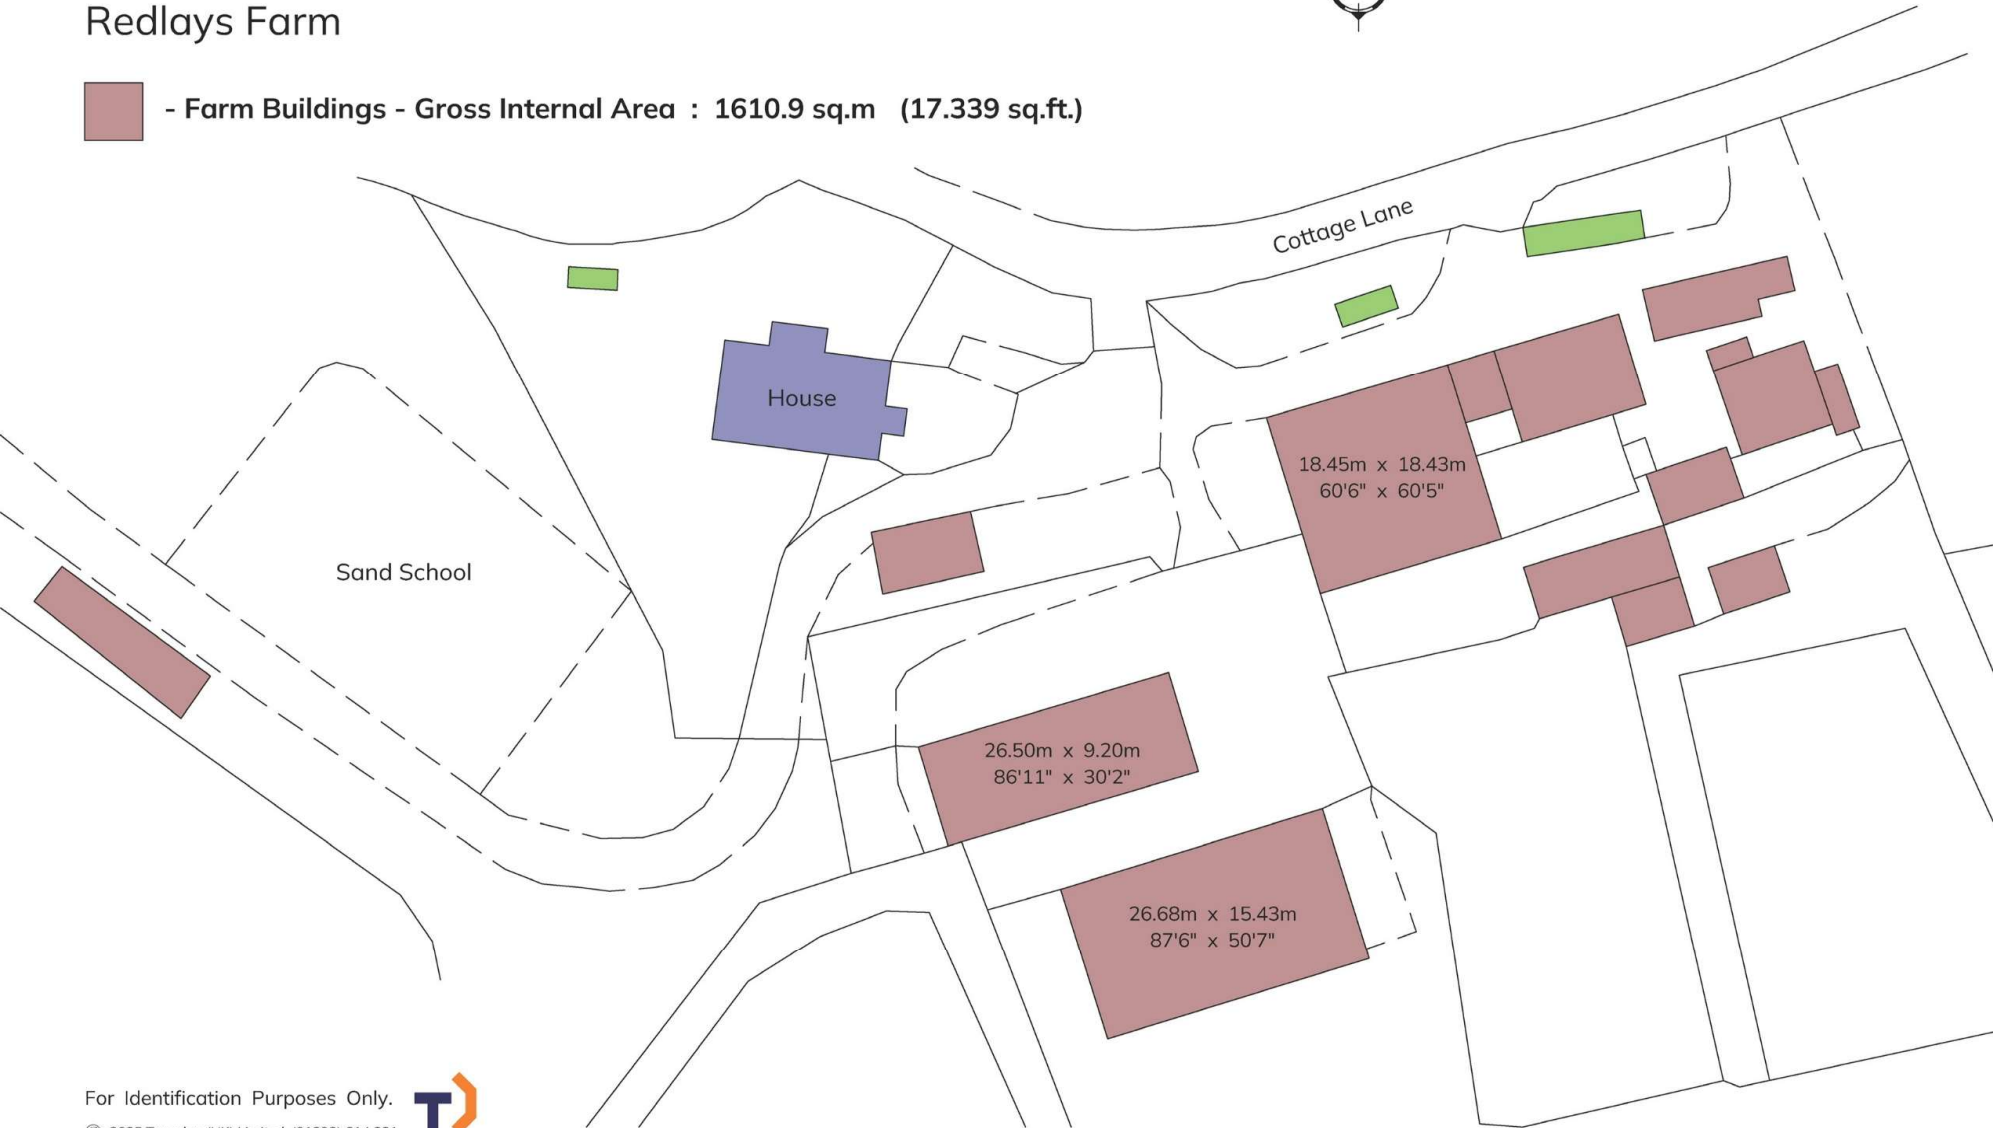 Redlays Farm
- Farm Buildings - Gross Internal Area : 1610.9 sq.m (17.339 sq.ft.)
Cottage Lane
House
18.45m x 18.43m
60'6" x 60'5"
Sand School
26.50m x 9.20m
86'11" x 30'2"
26.68m x 15.43m
87'6" x 50'7"
For Identification Purposes Only.